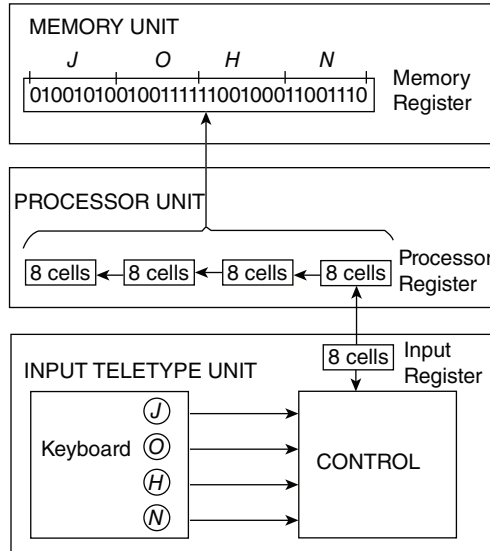 MEMORY UNIT
J O H N
01001010010011111100100011001110
Memory
Register
PROCESSOR UNIT
8 cells 8 cells 8 cells 8 cells
Processor
Register
8 cells
Input
Register
INPUT TELETYPE UNIT
Keyboard
J
O
H
N
CONTROL